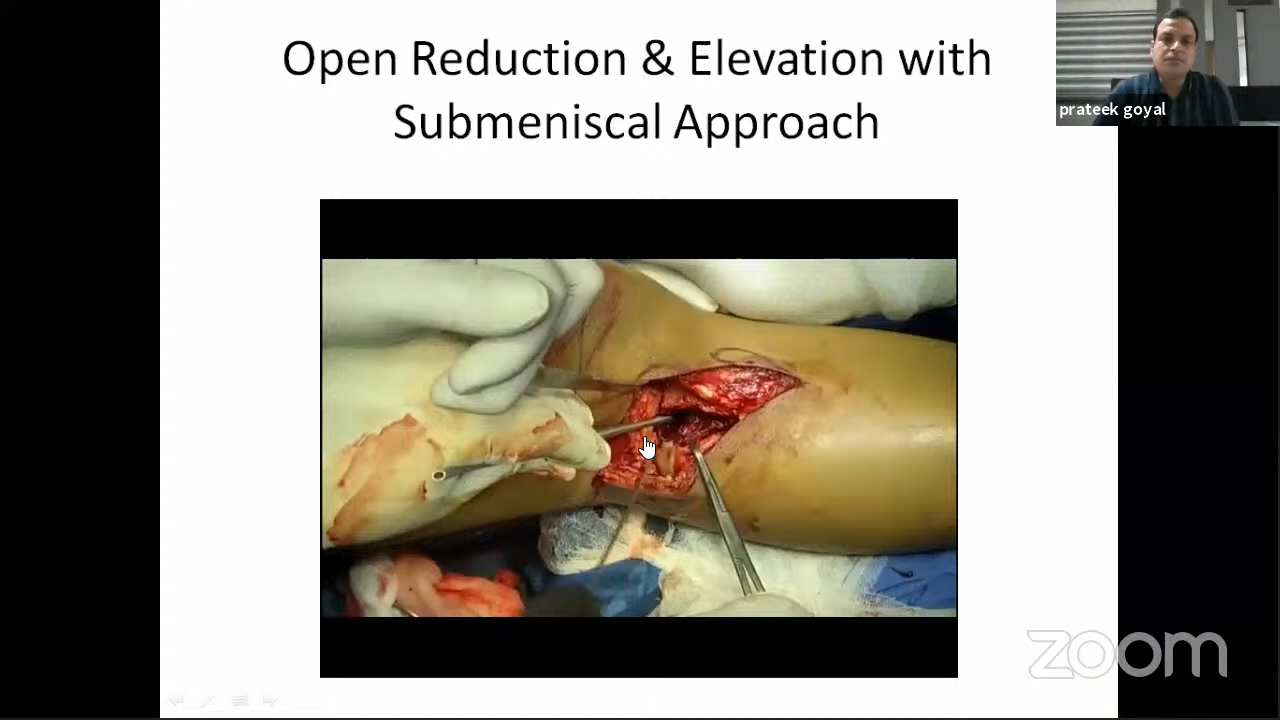 Open Reduction & Elevation with
Submeniscal Approach
prateek goyal
zoom